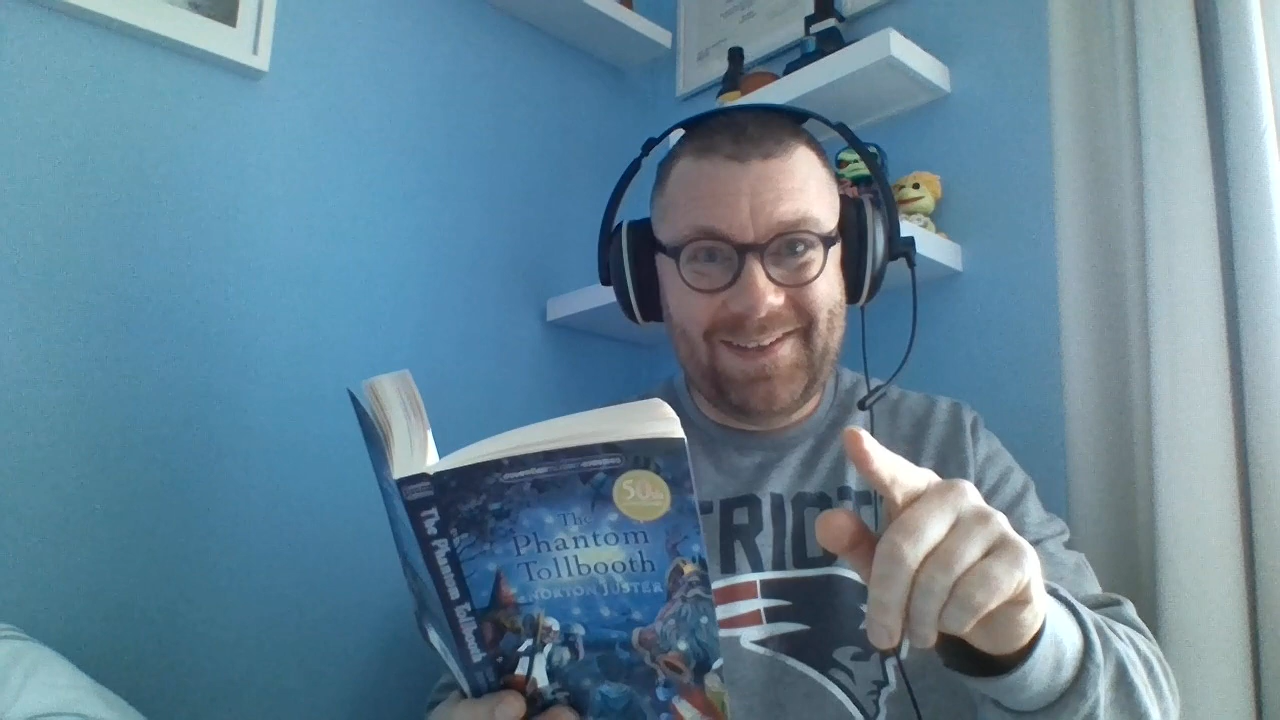 50th
The
Phantom
Tollbooth
NORTON JUSTER
The Phantom Tollbooth
TRIOT